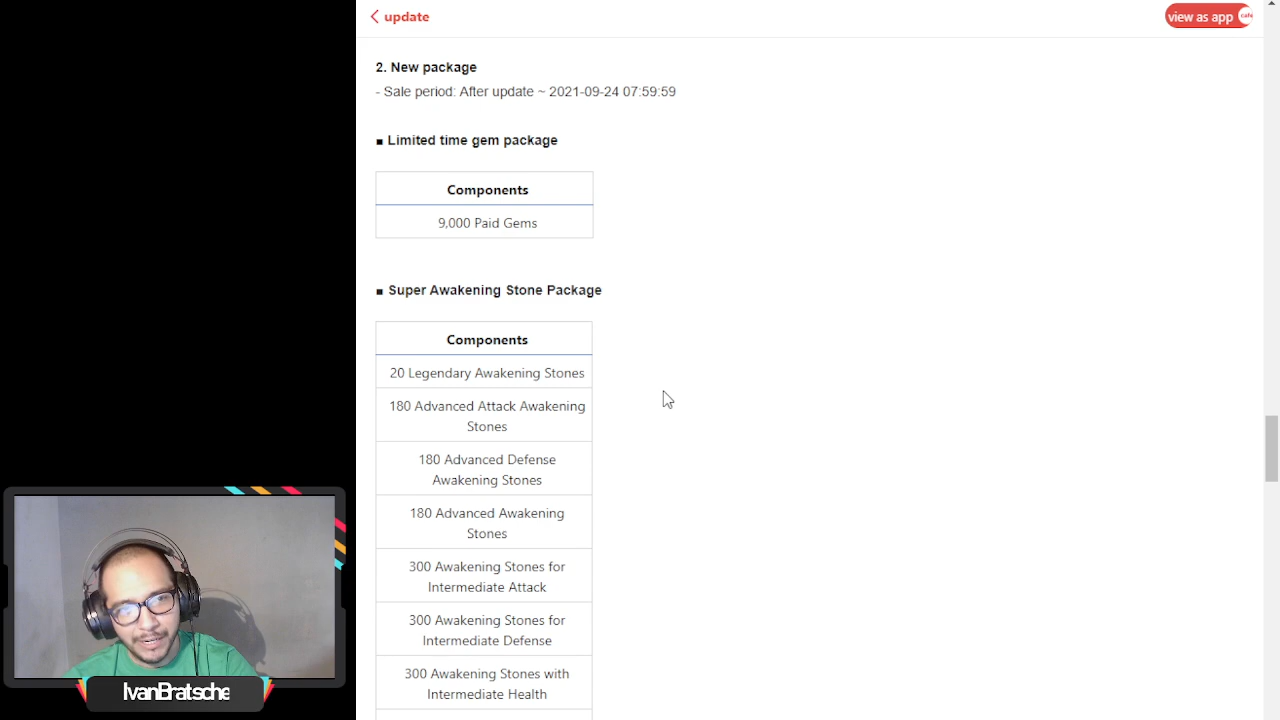 update
view as app
2. New package
- Sale period: After update ~ 2021-09-24 07:59:59
■ Limited time gem package
Components
9,000 Paid Gems
■ Super Awakening Stone Package
Components
20 Legendary Awakening Stones
180 Advanced Attack Awakening
Stones
180 Advanced Defense
Awakening Stones
180 Advanced Awakening
Stones
300 Awakening Stones for
Intermediate Attack
300 Awakening Stones for
Intermediate Defense
300 Awakening Stones with
Intermediate Health
IvanBratsche